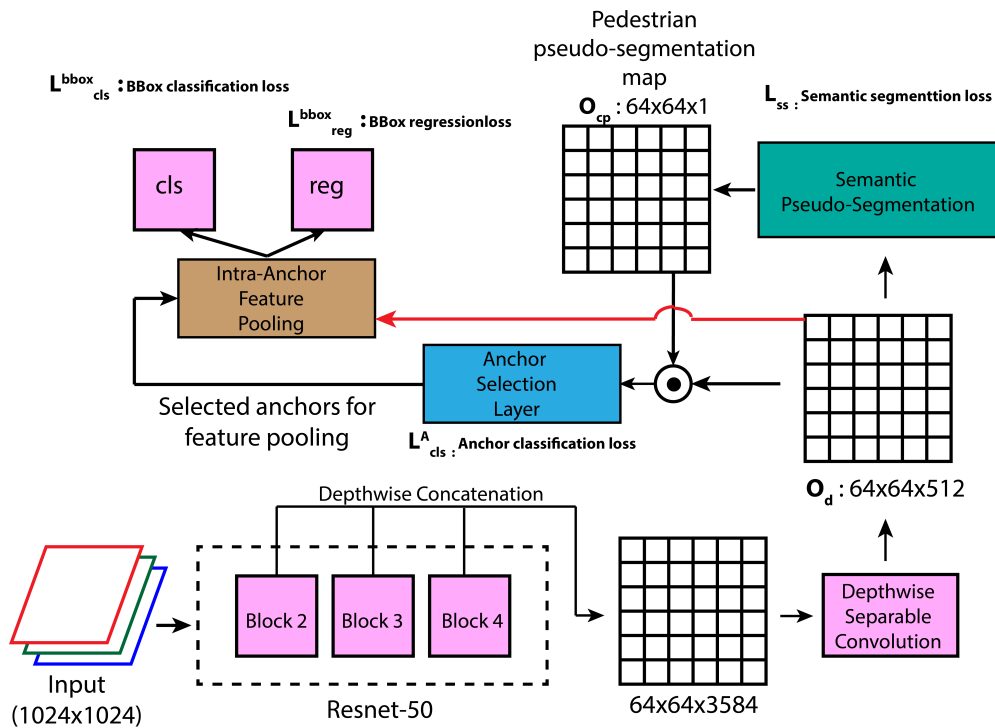 Pedestrian
pseudo-segmentation
map
O_cp : 64x64x1
L^bbox_cls : BBox classification loss
L^bbox_reg : BBox regressionloss
L_ss : Semantic segmenttion loss
cls
reg
Semantic
Pseudo-Segmentation
Intra-Anchor
Feature
Pooling
Anchor
Selection
Layer
Selected anchors for
feature pooling
L^A_cls : Anchor classification loss
O_d : 64x64x512
Depthwise Concatenation
Block 2
Block 3
Block 4
Depthwise
Separable
Convolution
Input
(1024x1024)
Resnet-50
64x64x3584